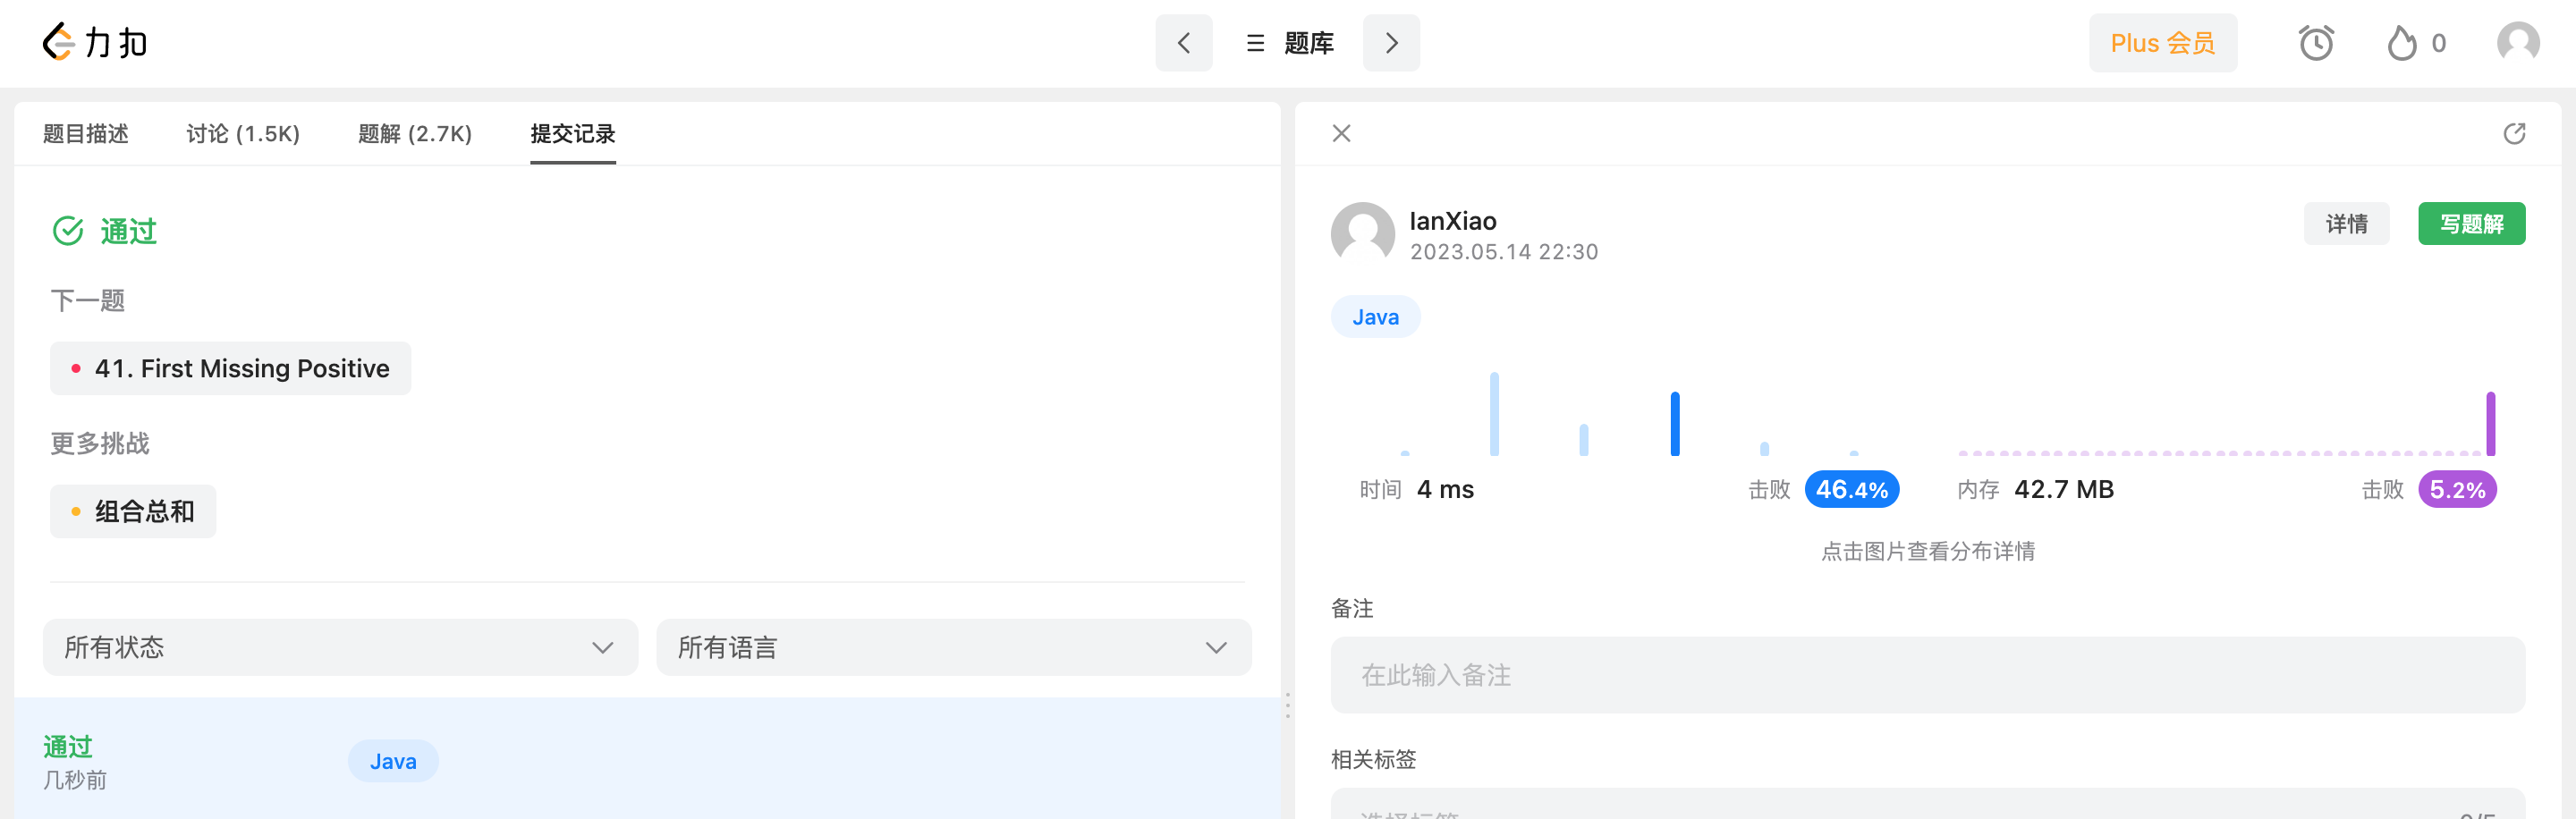 力扣
题库
Plus 会员
0
题目描述
讨论 (1.5K)
题解 (2.7K)
提交记录
通过
下一题
41. First Missing Positive
更多挑战
组合总和
所有状态
所有语言
通过
几秒前
Java
IanXiao
2023.05.14 22:30
详情
写题解
Java
时间 4 ms
击败 46.4%
内存 42.7 MB
击败 5.2%
点击图片查看分布详情
备注
在此输入备注
相关标签